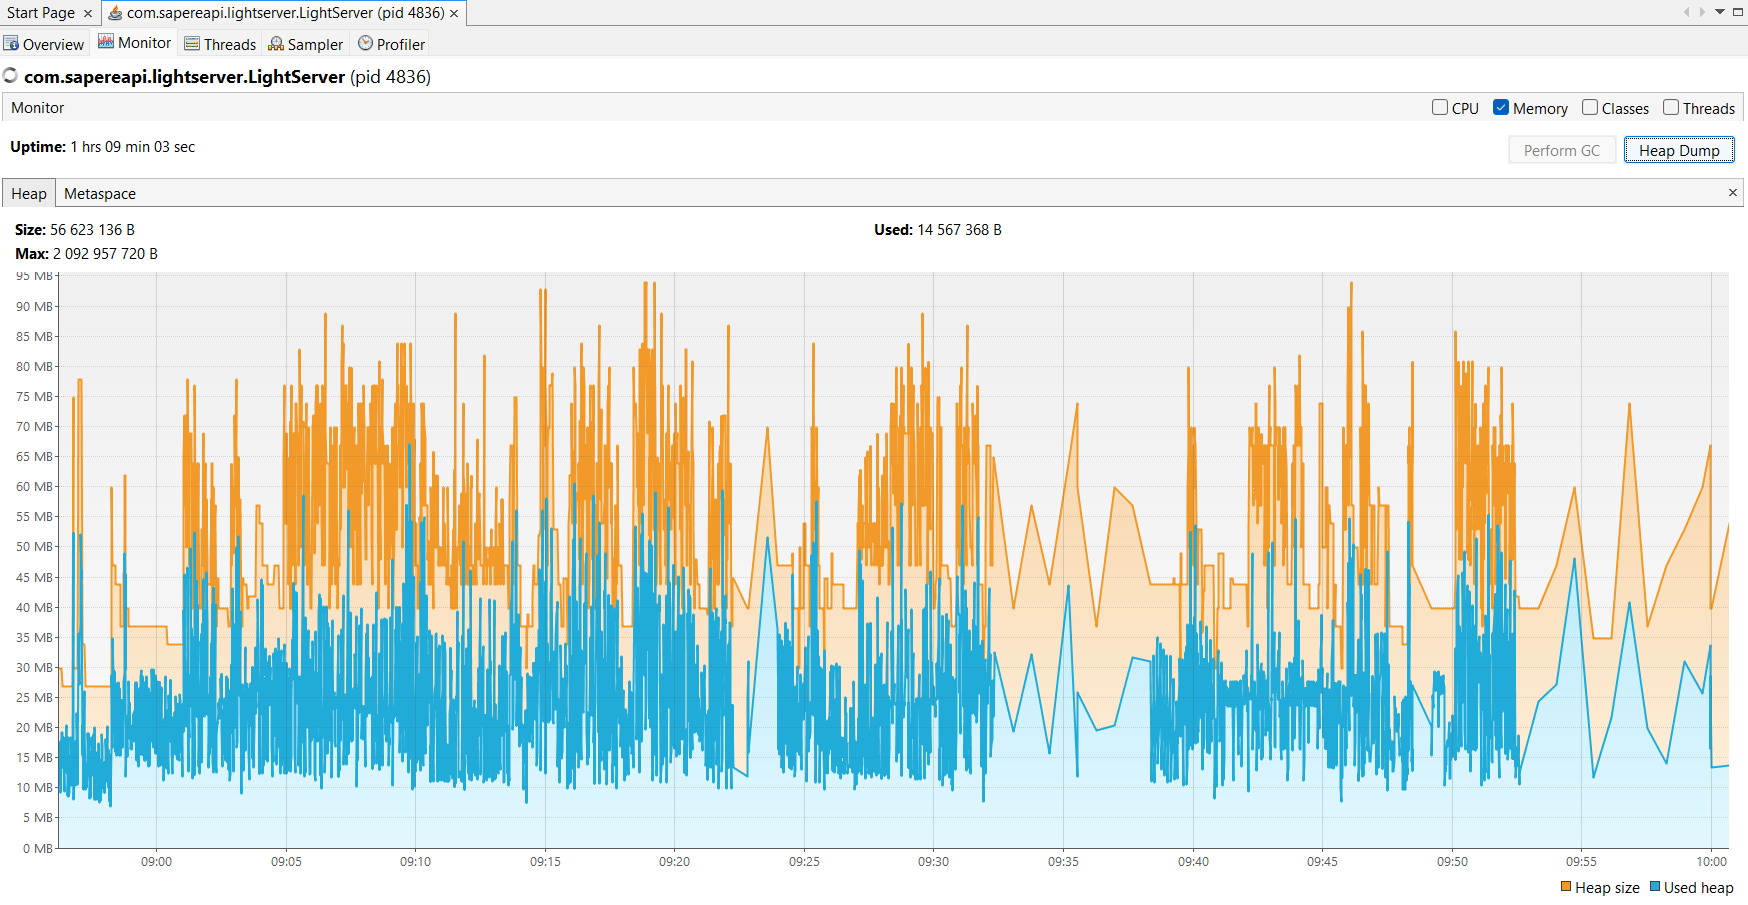 Start Page
com.sapereapi.lightserver.LightServer (pid 4836)
Overview Monitor Threads Sampler Profiler
com.sapereapi.lightserver.LightServer (pid 4836)
Monitor CPU Memory Classes Threads
Uptime: 1 hrs 09 min 03 sec
Perform GC Heap Dump
Heap Metaspace
Size: 56 623 136 B Used: 14 567 368 B
Max: 2 092 957 720 B
95 MB
90 MB
85 MB
80 MB
75 MB
70 MB
65 MB
60 MB
55 MB
50 MB
45 MB
40 MB
35 MB
30 MB
25 MB
20 MB
15 MB
10 MB
5 MB
0 MB
09:00 09:05 09:10 09:15 09:20 09:25 09:30 09:35 09:40 09:45 09:50 09:55 10:00
Heap size Used heap